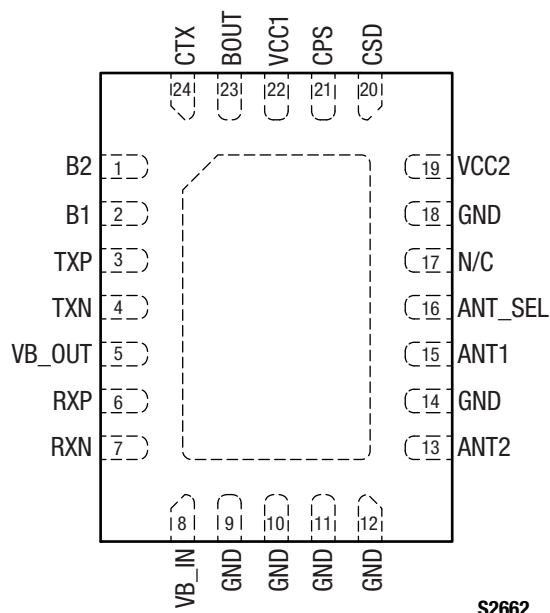 CTX BOUT VCC1 CPS CSD
24 23 22 21 20
B2 1 19 VCC2
B1 2 18 GND
TXP 3 17 N/C
TXN 4 16 ANT_SEL
VB_OUT 5 15 ANT1
RXP 6 14 GND
RXN 7 13 ANT2
8 9 10 11 12
VB_IN GND GND GND GND
S2662